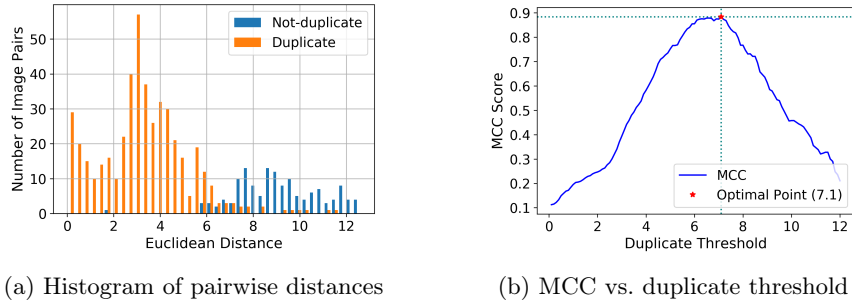 Not-duplicate
Duplicate
Number of Image Pairs
50
40
30
20
10
0
0 2 4 6 8 10 12
Euclidean Distance
(a) Histogram of pairwise distances
MCC Score
0.9
0.8
0.7
0.6
0.5
0.4
0.3
0.2
0.1
MCC
Optimal Point (7.1)
0 2 4 6 8 10 12
Duplicate Threshold
(b) MCC vs. duplicate threshold